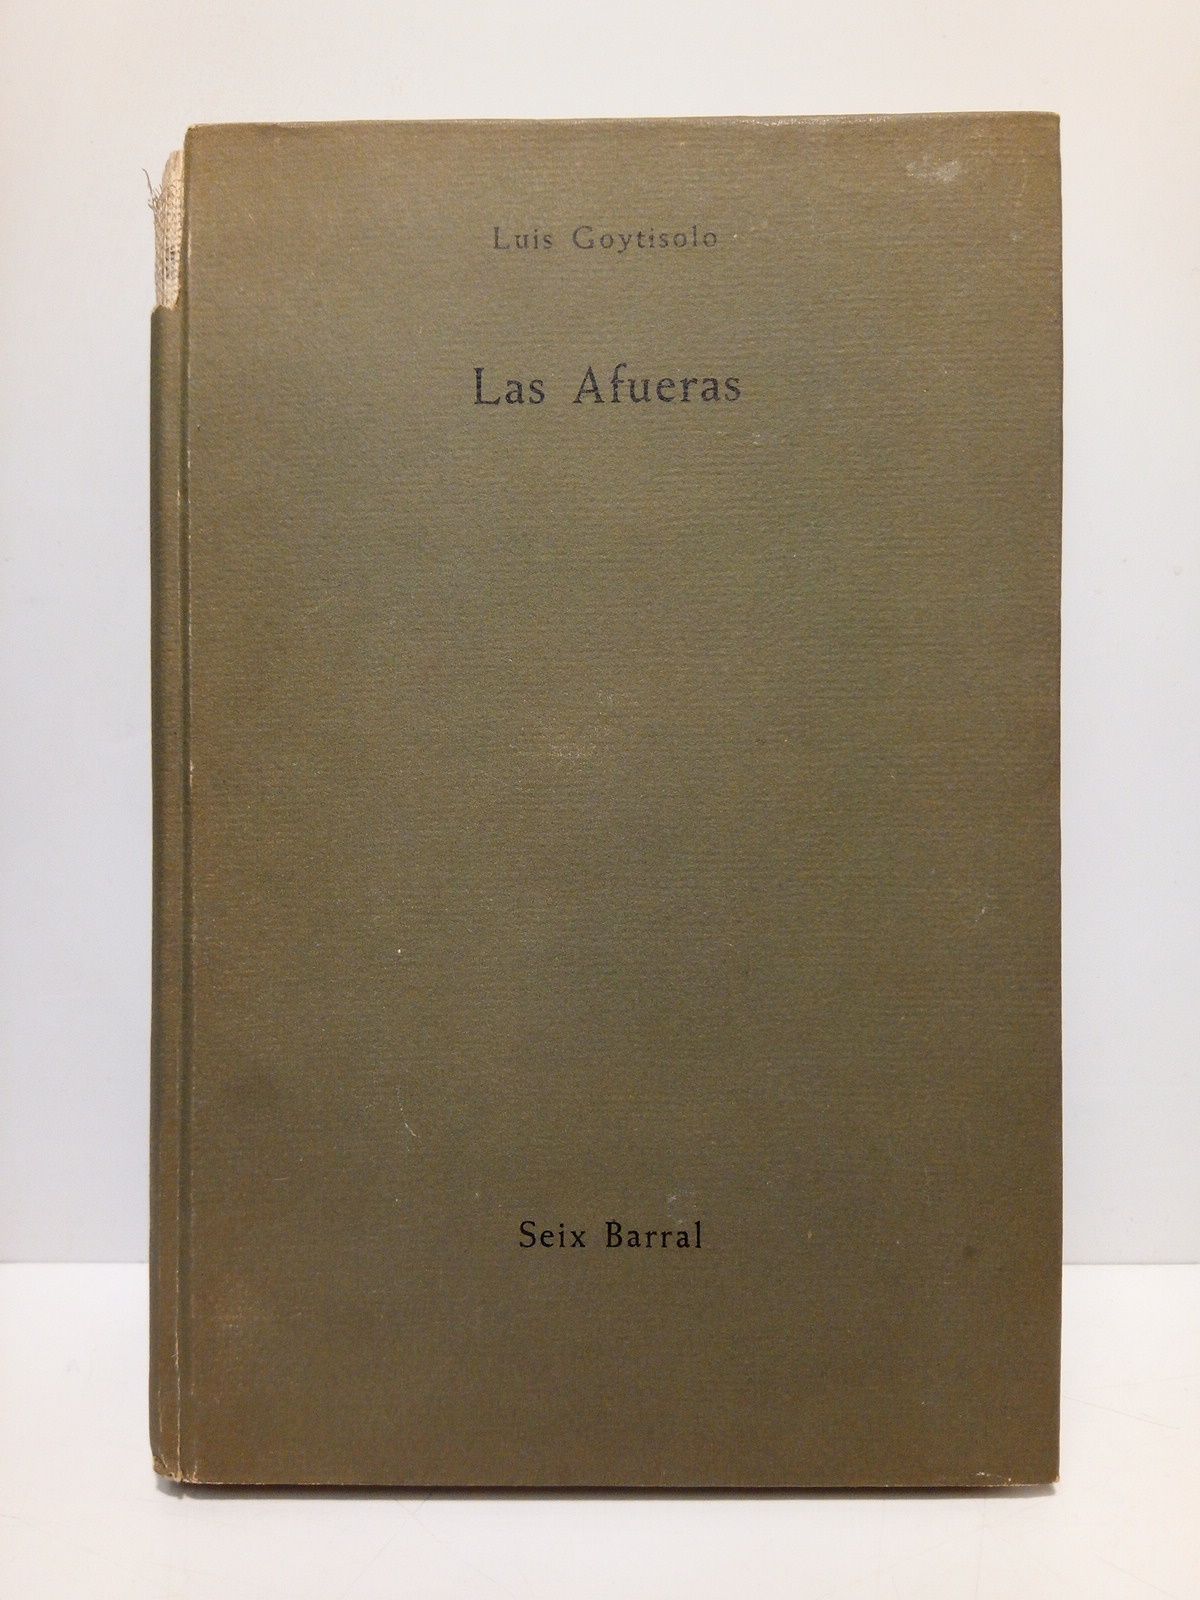 Luis Goytisolo
Las Afueras
Seix Barral